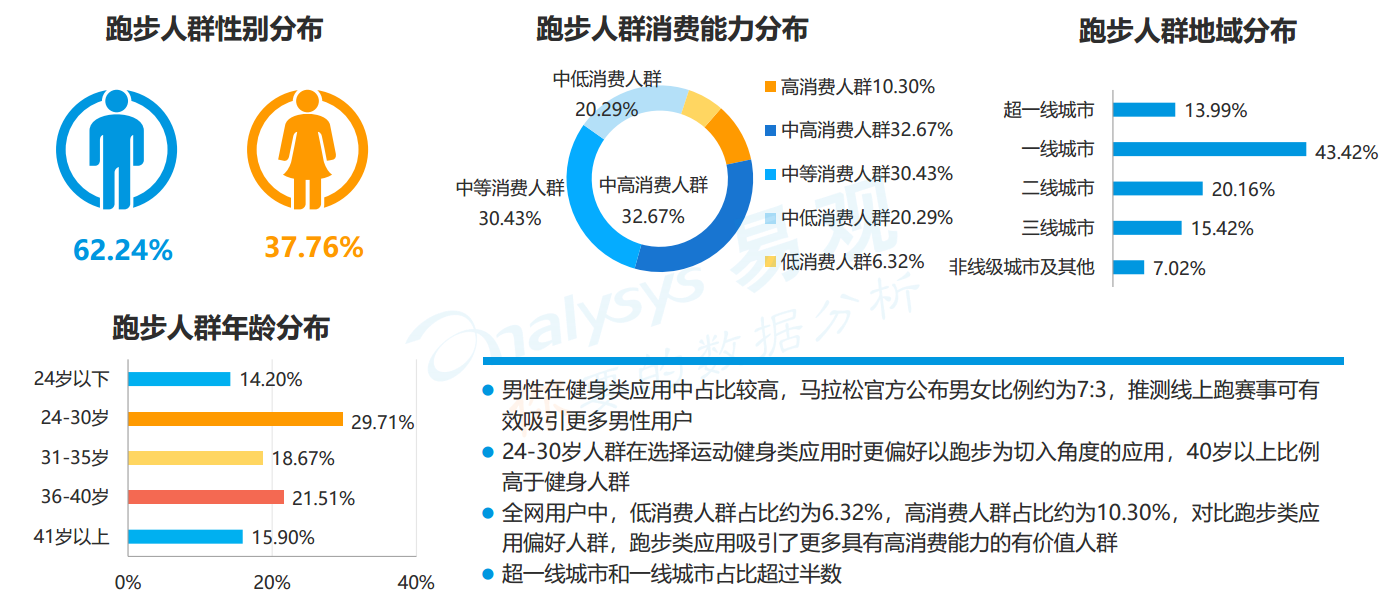 跑步人群性别分布
62.24%
37.76%
跑步人群消费能力分布
中低消费人群
20.29%
中等消费人群
30.43%
中高消费人群
32.67%
高消费人群10.30%
中高消费人群32.67%
中等消费人群30.43%
中低消费人群20.29%
低消费人群6.32%
跑步人群地域分布
超一线城市
13.99%
一线城市
43.42%
二线城市
20.16%
三线城市
15.42%
非线级城市及其他
7.02%
跑步人群年龄分布
24岁以下
14.20%
24-30岁
29.71%
31-35岁
18.67%
36-40岁
21.51%
41岁以上
15.90%
0%
20%
40%
男性在健身类应用中占比较高，马拉松官方公布男女比例约为7:3，推测线上跑赛事可有
效吸引更多男性用户
24-30岁人群在选择运动健身类应用时更偏好以跑步为切入角度的应用，40岁以上比例
高于健身人群
全网用户中，低消费人群占比约为6.32%，高消费人群占比约为10.30%，对比跑步类应
用偏好人群，跑步类应用吸引了更多具有高消费能力的有价值人群
超一线城市和一线城市占比超过半数
analysys 易观
的数据分析